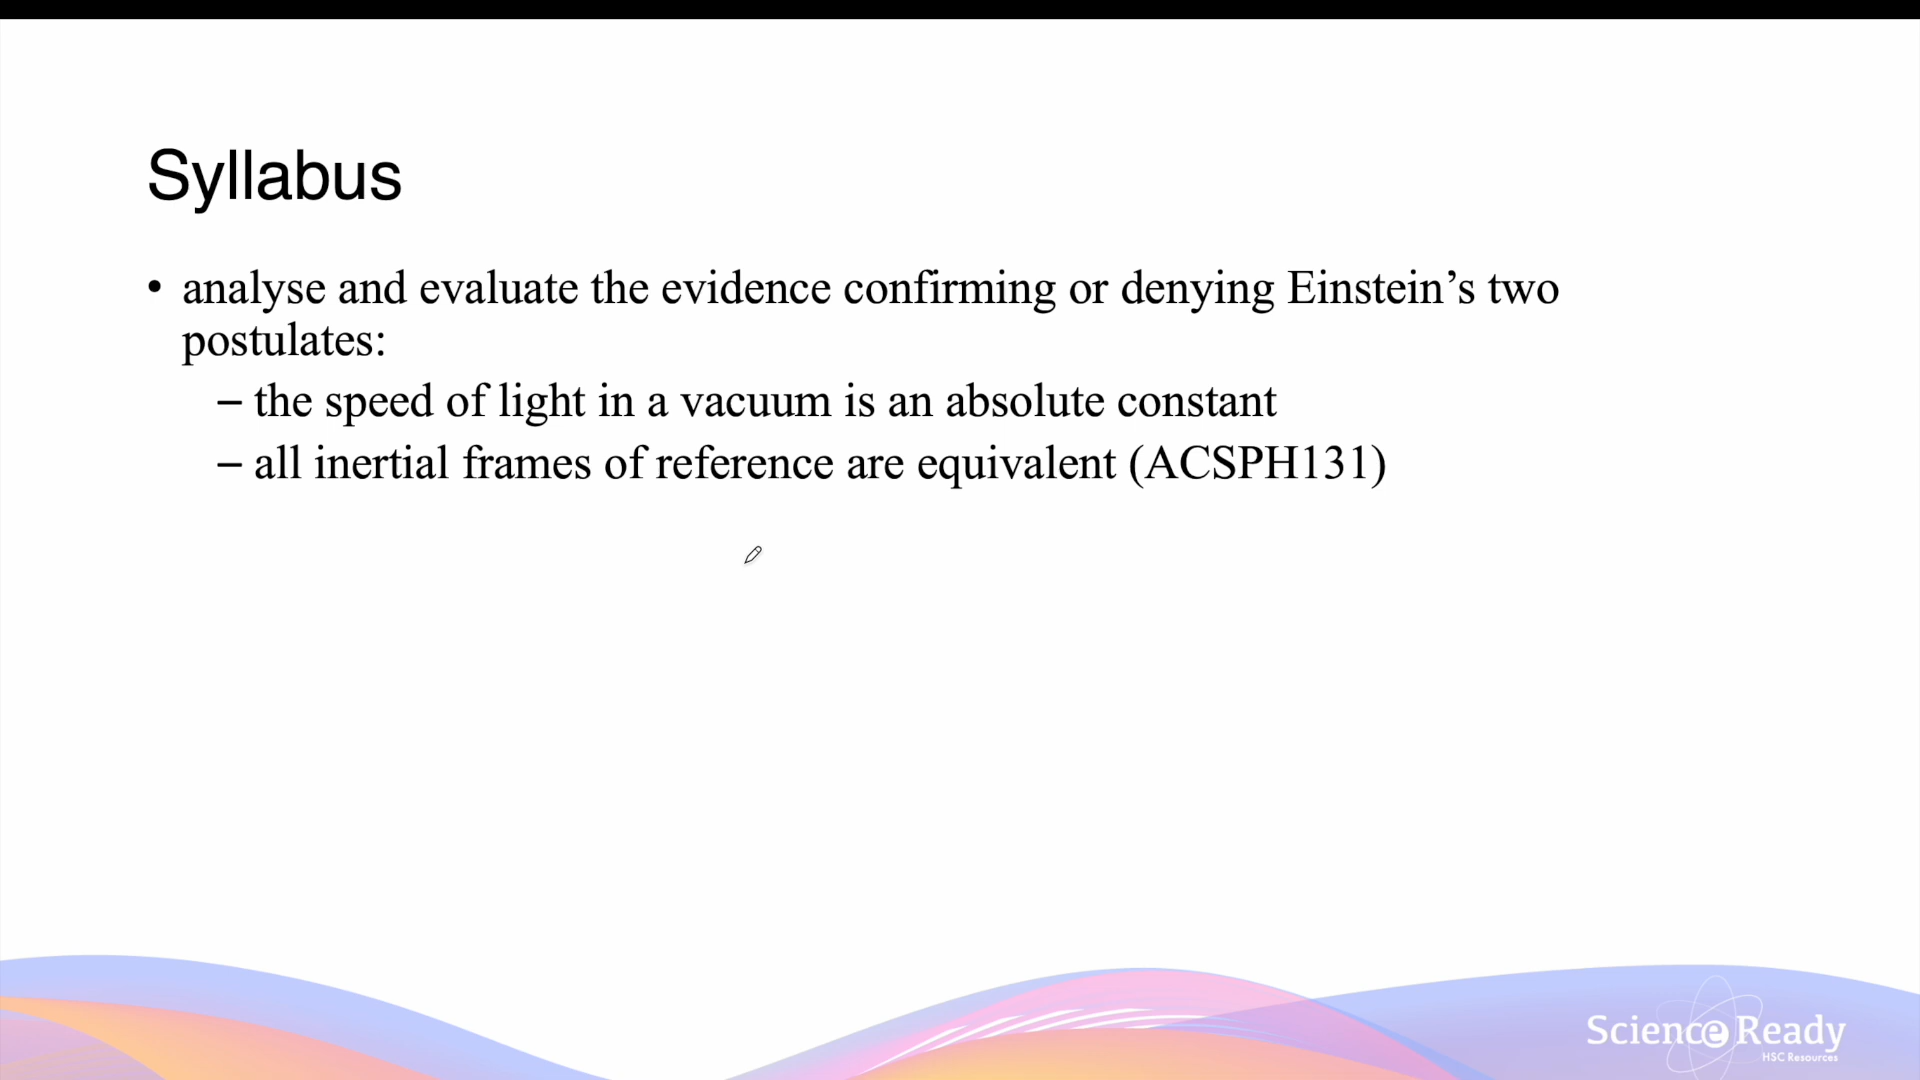 Syllabus
• analyse and evaluate the evidence confirming or denying Einstein’s two
postulates:
– the speed of light in a vacuum is an absolute constant
– all inertial frames of reference are equivalent (ACSPH131)
Science Ready
HSC Resources